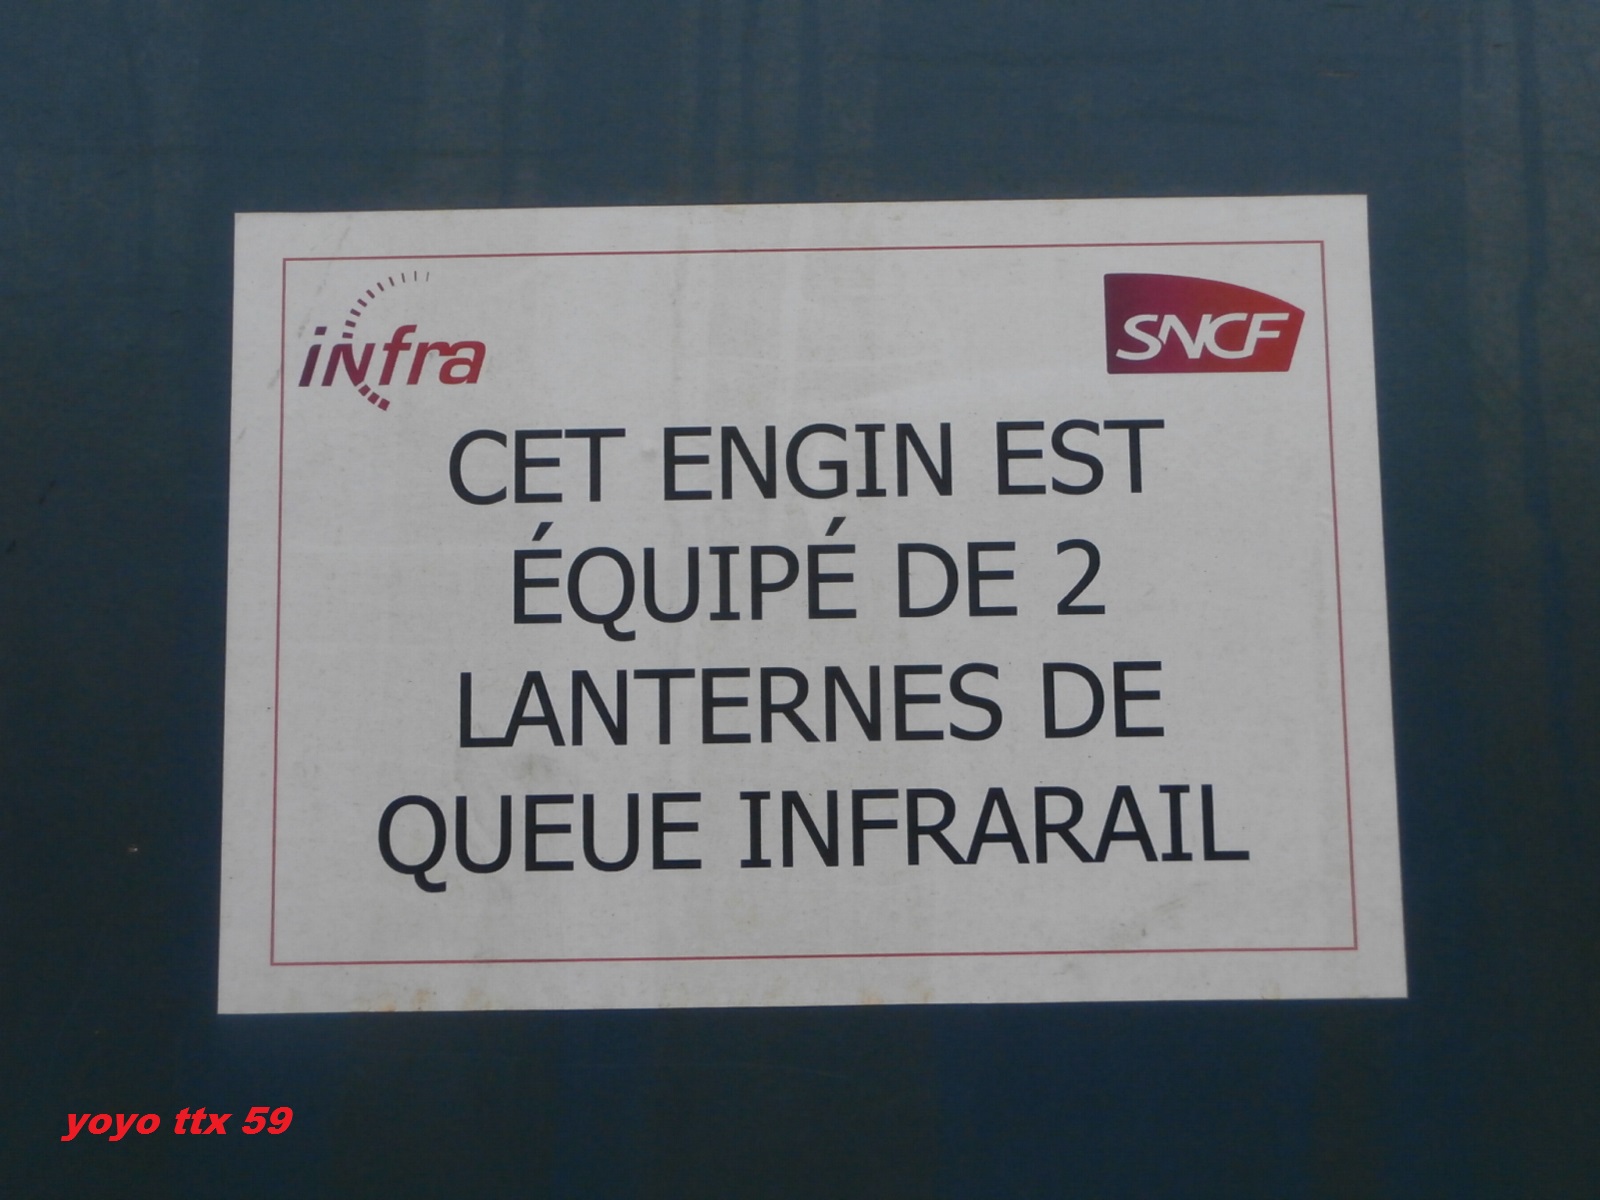 infra
SNCF
CET ENGIN EST
ÉQUIPÉ DE 2
LANTERNES DE
QUEUE INFRARAIL
yoyo ttx 59